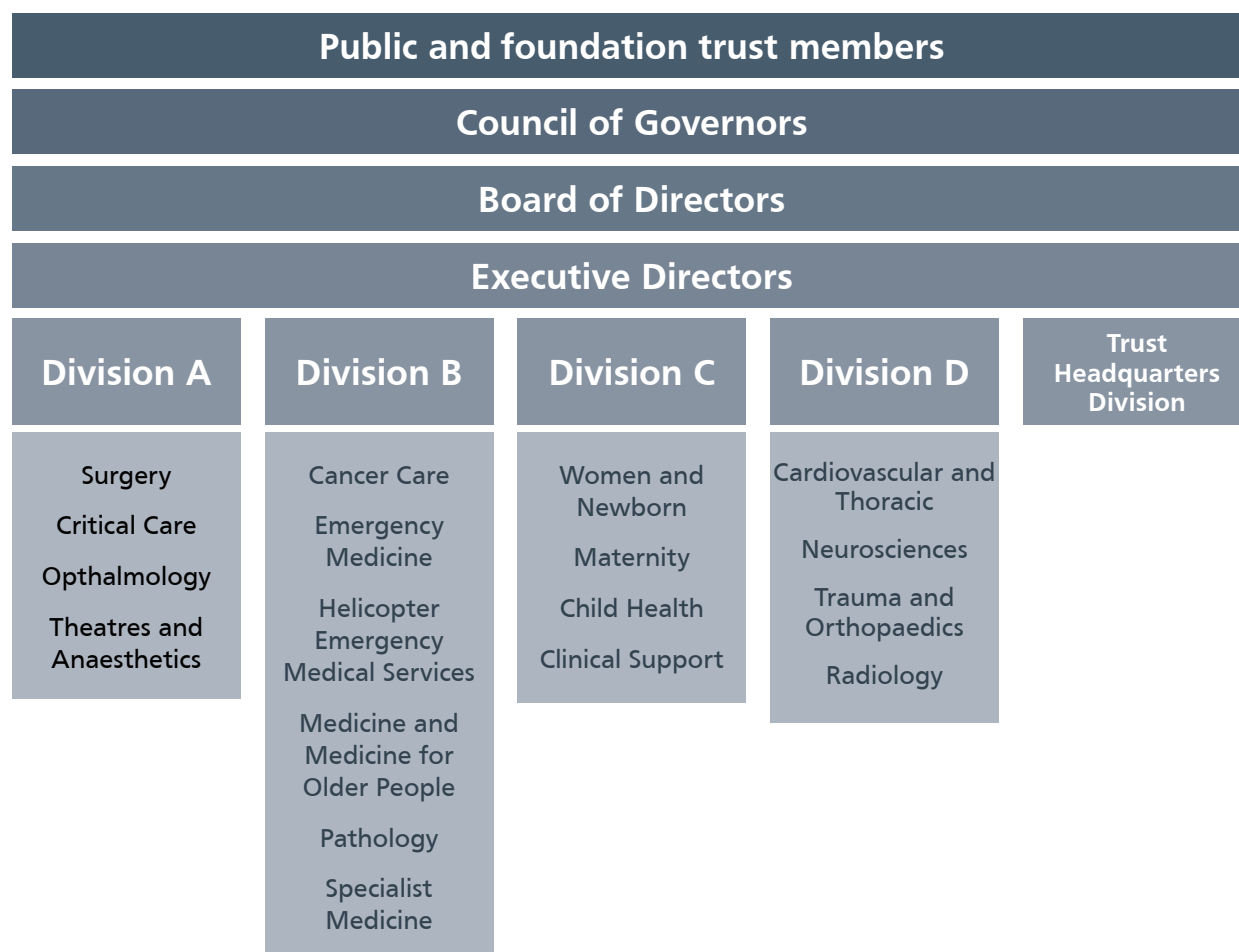 Public and foundation trust members
Council of Governors
Board of Directors
Executive Directors
Division A
Surgery
Critical Care
Opthalmology
Theatres and
Anaesthetics
Division B
Cancer Care
Emergency
Medicine
Helicopter
Emergency
Medical Services
Medicine and
Medicine for
Older People
Pathology
Specialist
Medicine
Division C
Women and
Newborn
Maternity
Child Health
Clinical Support
Division D
Cardiovascular and
Thoracic
Neurosciences
Trauma and
Orthopaedics
Radiology
Trust
Headquarters
Division